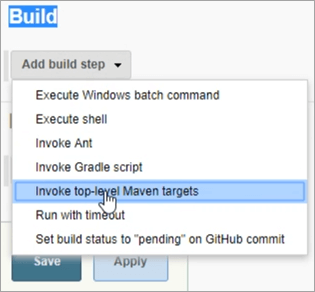 Build
Add build step
Execute Windows batch command
Execute shell
Invoke Ant
Invoke Gradle script
Invoke top-level Maven targets
Run with timeout
Set build status to "pending" on GitHub commit
Save
Apply